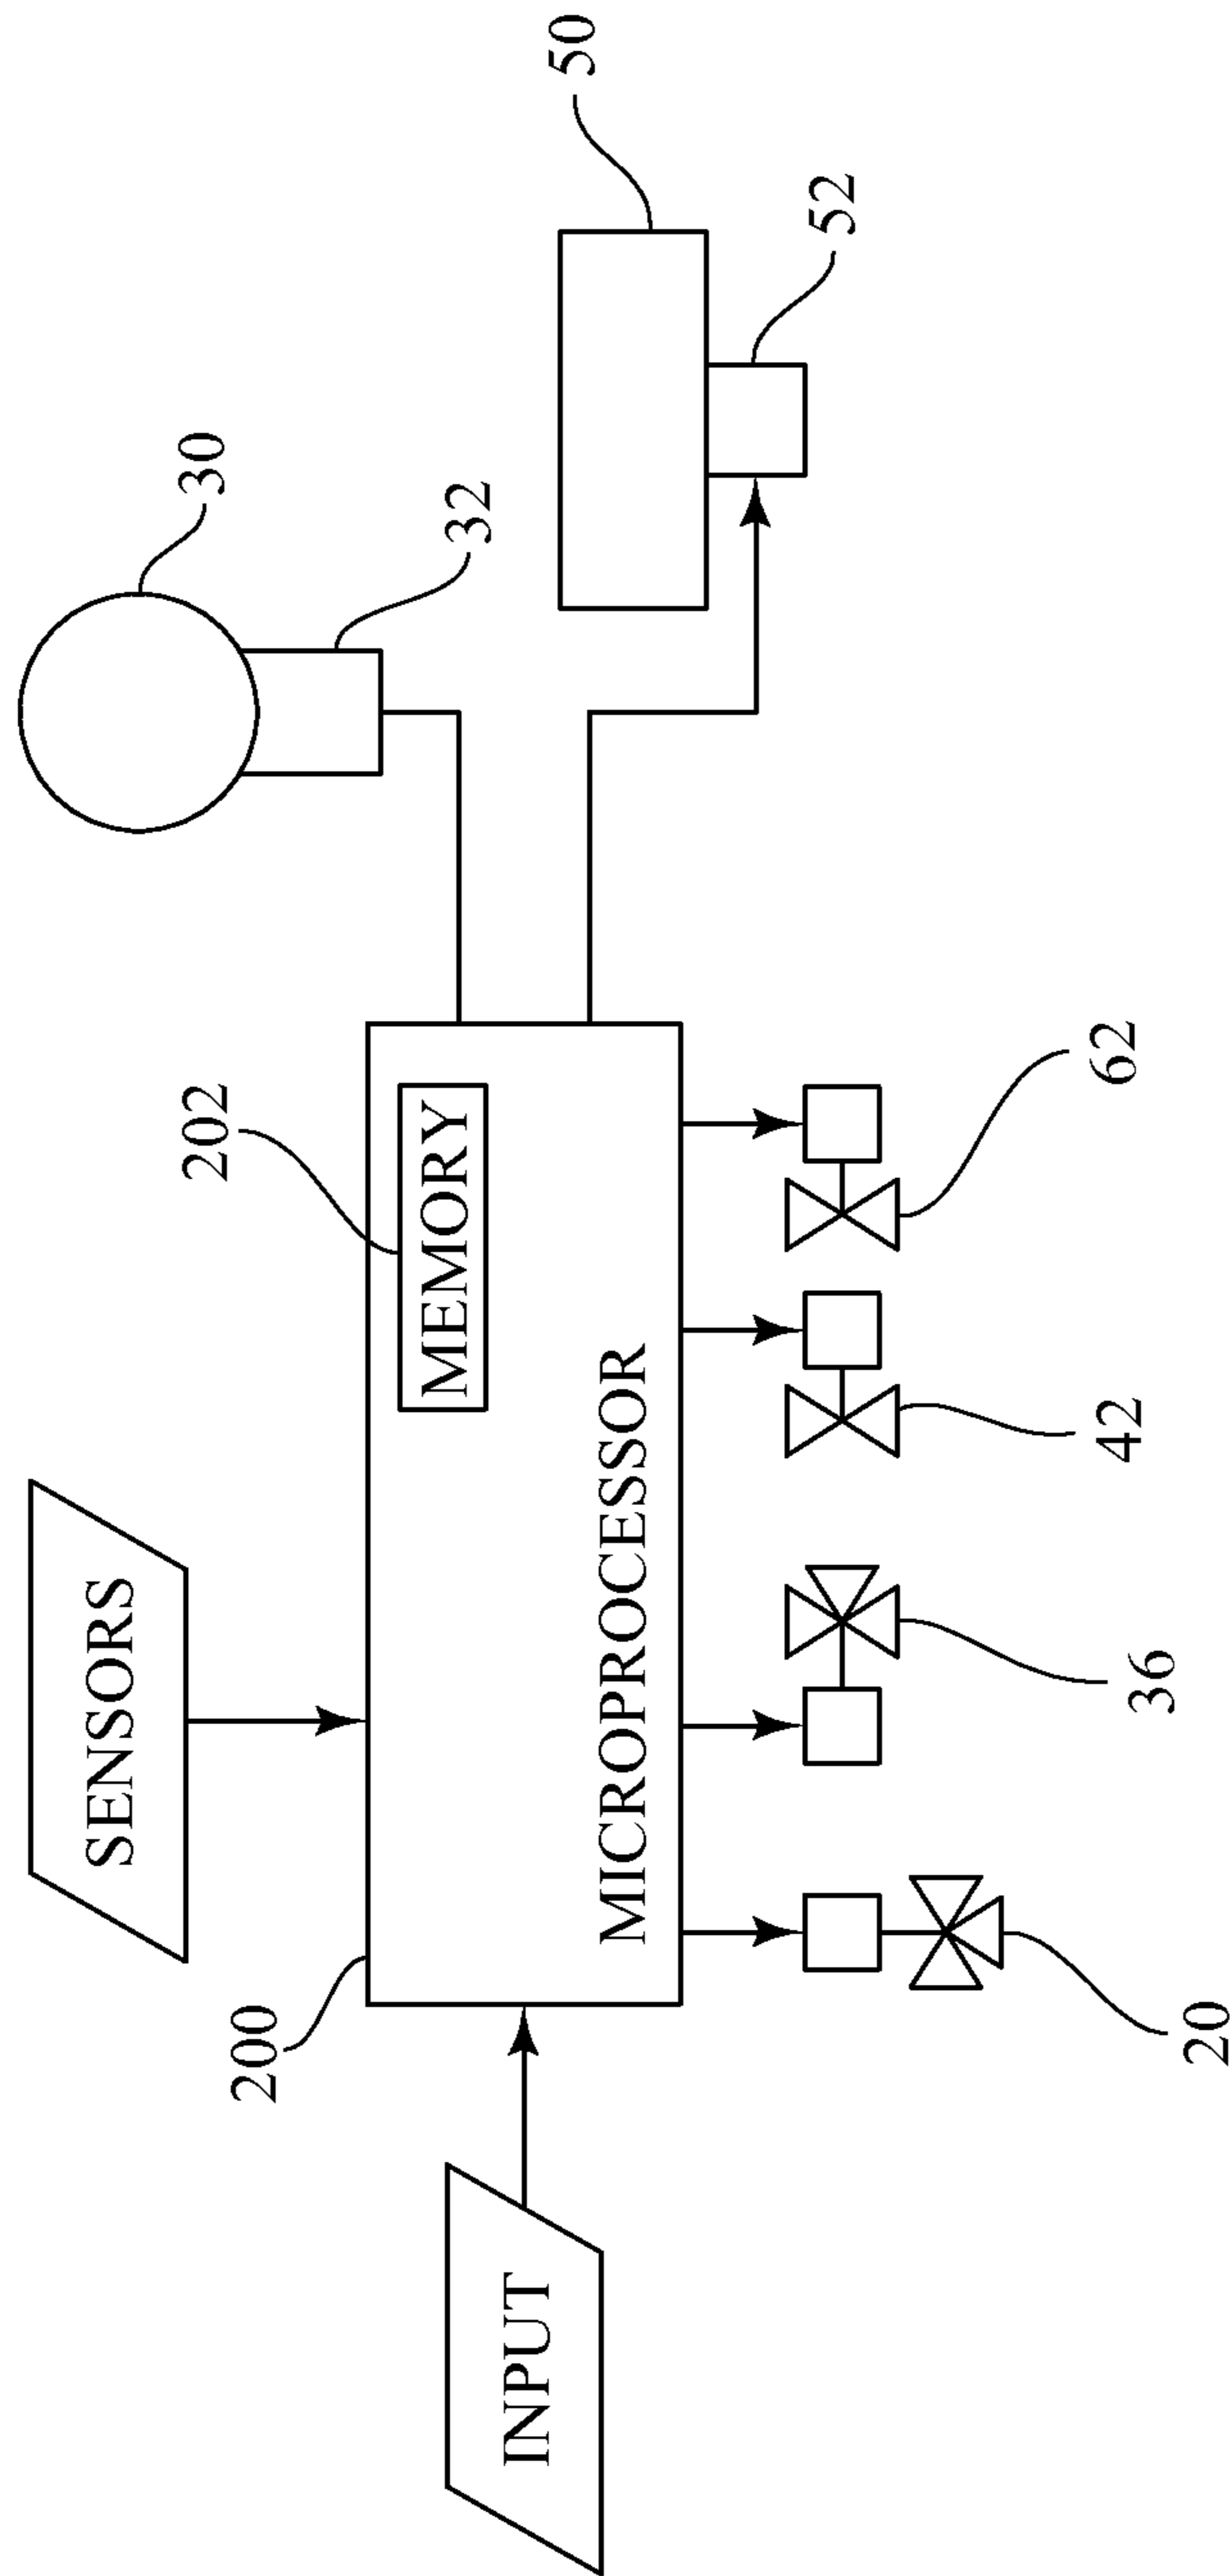 SENSORS
30
32
50
202
200
MEMORY
INPUT
MICROPROCESSOR
52
20
36
42
62